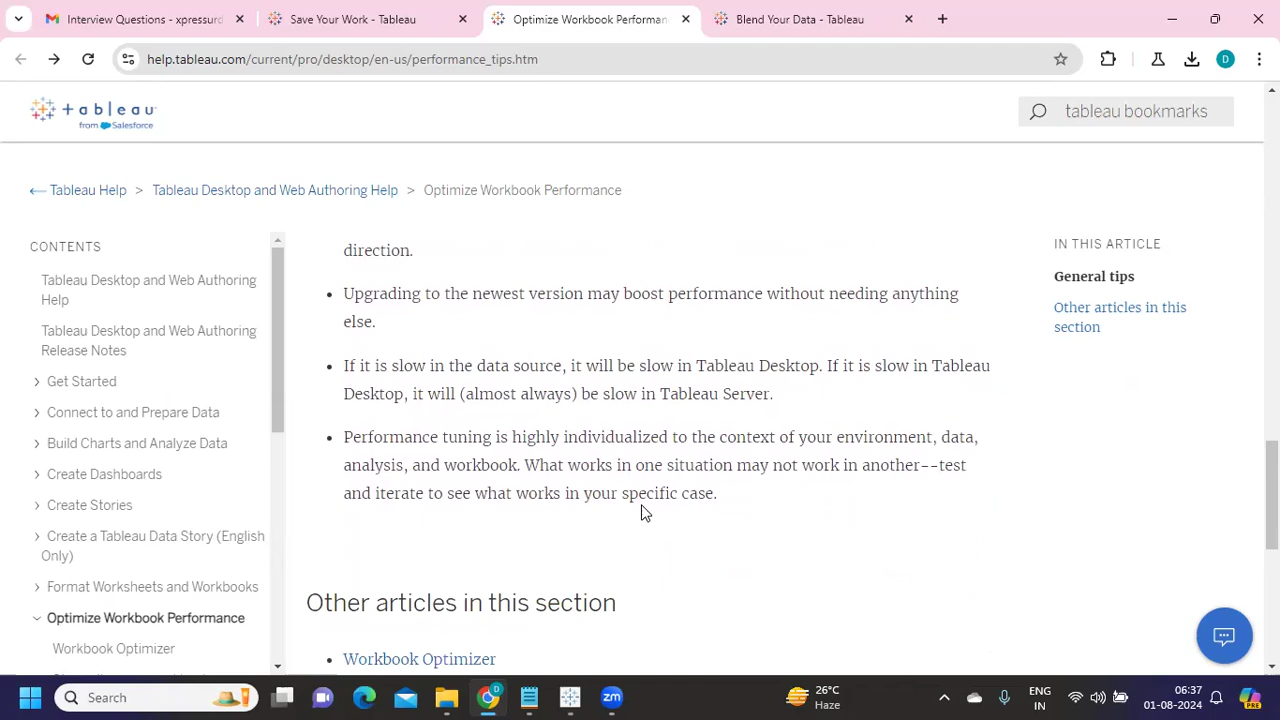 Interview Questions - xpressurd
Save Your Work - Tableau
Optimize Workbook Performan
Blend Your Data - Tableau
help.tableau.com/current/pro/desktop/en-us/performance_tips.htm
D
+ a b l e a u
from Salesforce
tableau bookmarks
Tableau Help > Tableau Desktop and Web Authoring Help > Optimize Workbook Performance
CONTENTS
Tableau Desktop and Web Authoring
Help
Tableau Desktop and Web Authoring
Release Notes
Get Started
Connect to and Prepare Data
Build Charts and Analyze Data
Create Dashboards
Create Stories
Create a Tableau Data Story (English
Only)
Format Worksheets and Workbooks
Optimize Workbook Performance
Workbook Optimizer
direction.
• Upgrading to the newest version may boost performance without needing anything
else.
• If it is slow in the data source, it will be slow in Tableau Desktop. If it is slow in Tableau
Desktop, it will (almost always) be slow in Tableau Server.
• Performance tuning is highly individualized to the context of your environment, data,
analysis, and workbook. What works in one situation may not work in another--test
and iterate to see what works in your specific case.
Other articles in this section
• Workbook Optimizer
IN THIS ARTICLE
General tips
Other articles in this
section
Search
D
zm
26°C
Haze
ENG
IN
06:37
01-08-2024
PRE